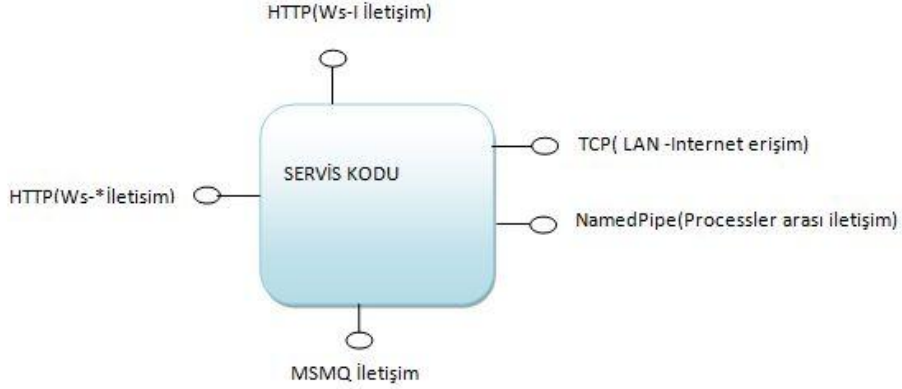 HTTP(Ws-I İletişim)
TCP( LAN -Internet erişim)
SERVİS KODU
HTTP(Ws-*İletisim)
NamedPipe(Processler arası iletişim)
MSMQ İletişim